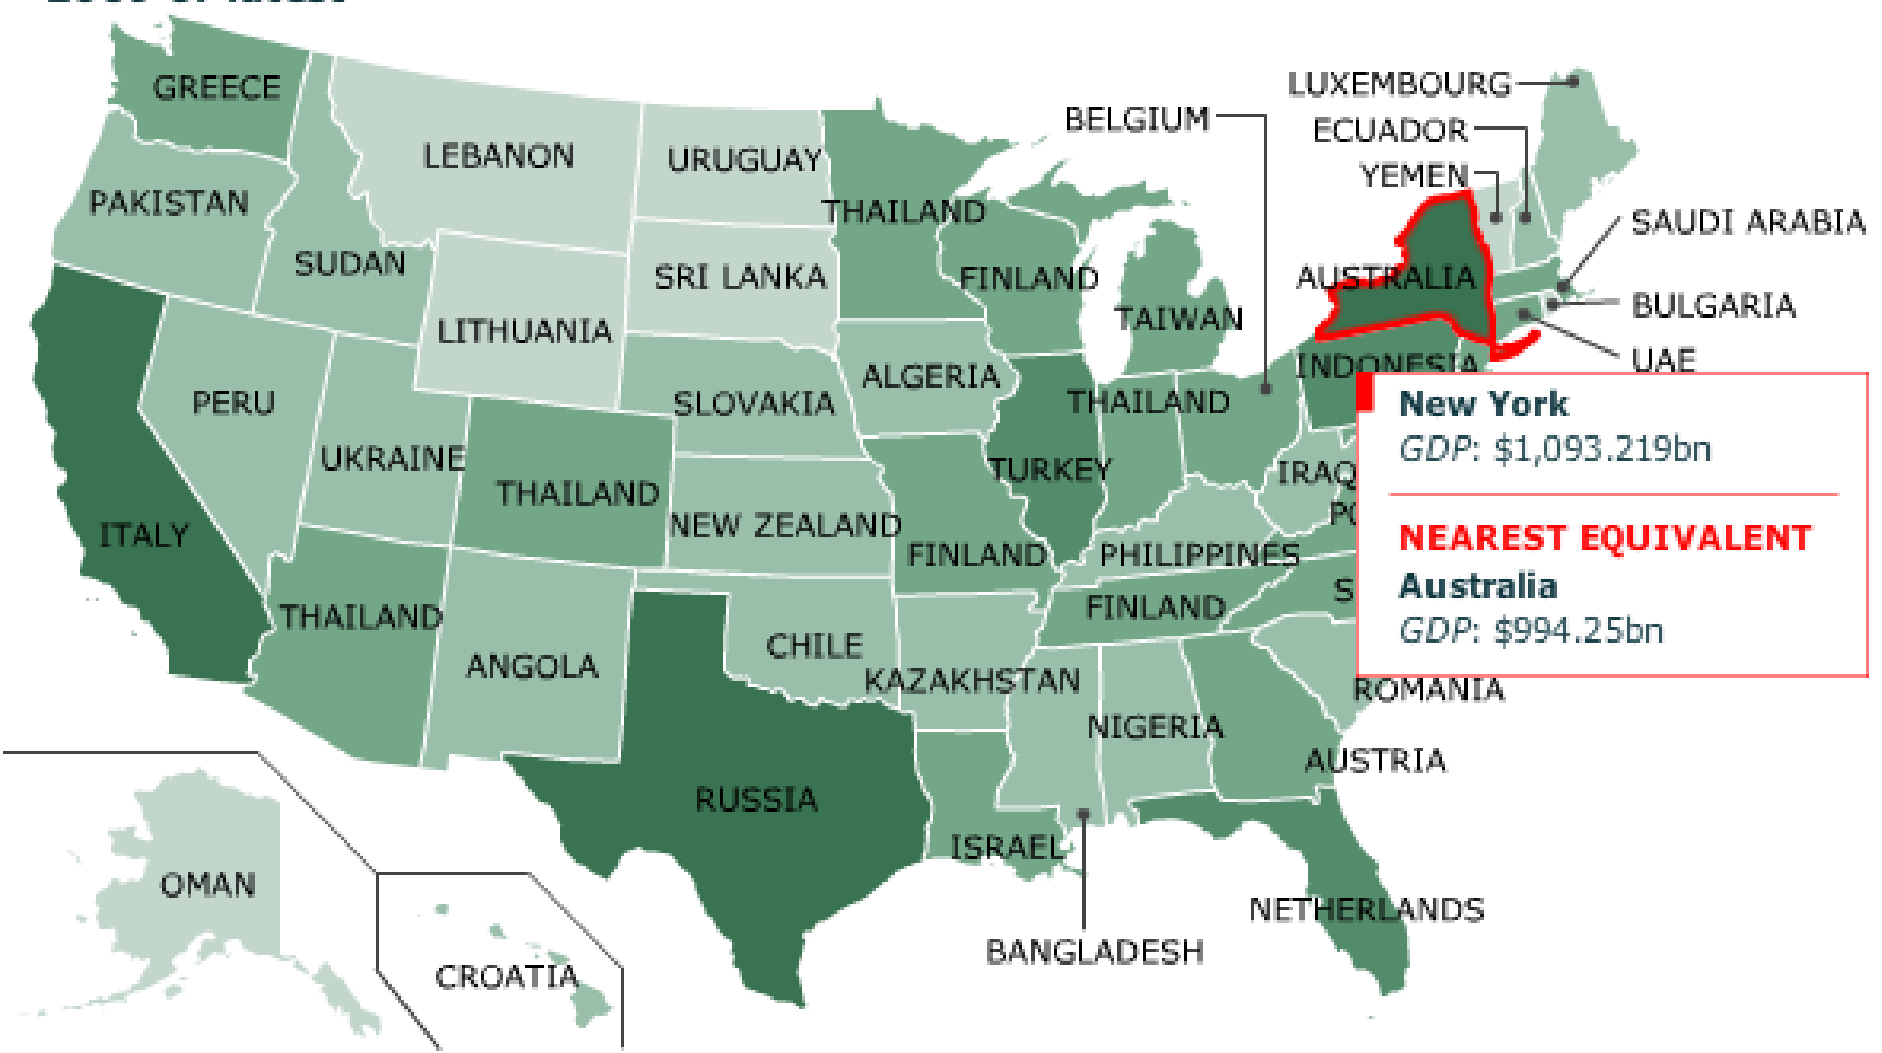 GREECE
LUXEMBOURG
BELGIUM
ECUADOR
LEBANON
URUGUAY
YEMEN
PAKISTAN
THAILAND
SAUDI ARABIA
SUDAN
FINLAND
SRI LANKA
AUSTRALIA
BULGARIA
LITHUANIA
TAIWAN
UAE
INDONESIA
ALGERIA
PERU
SLOVAKIA
THAILAND
New York
GDP: $1,093.219bn
UKRAINE
TURKEY
IRAQ
THAILAND
NEW ZEALAND
ITALY
FINLAND
PHILIPPINES
NEAREST EQUIVALENT
Australia
GDP: $994.25bn
THAILAND
FINLAND
CHILE
ANGOLA
KAZAKHSTAN
ROMANIA
NIGERIA
AUSTRIA
RUSSIA
ISRAEL
OMAN
NETHERLANDS
BANGLADESH
CROATIA